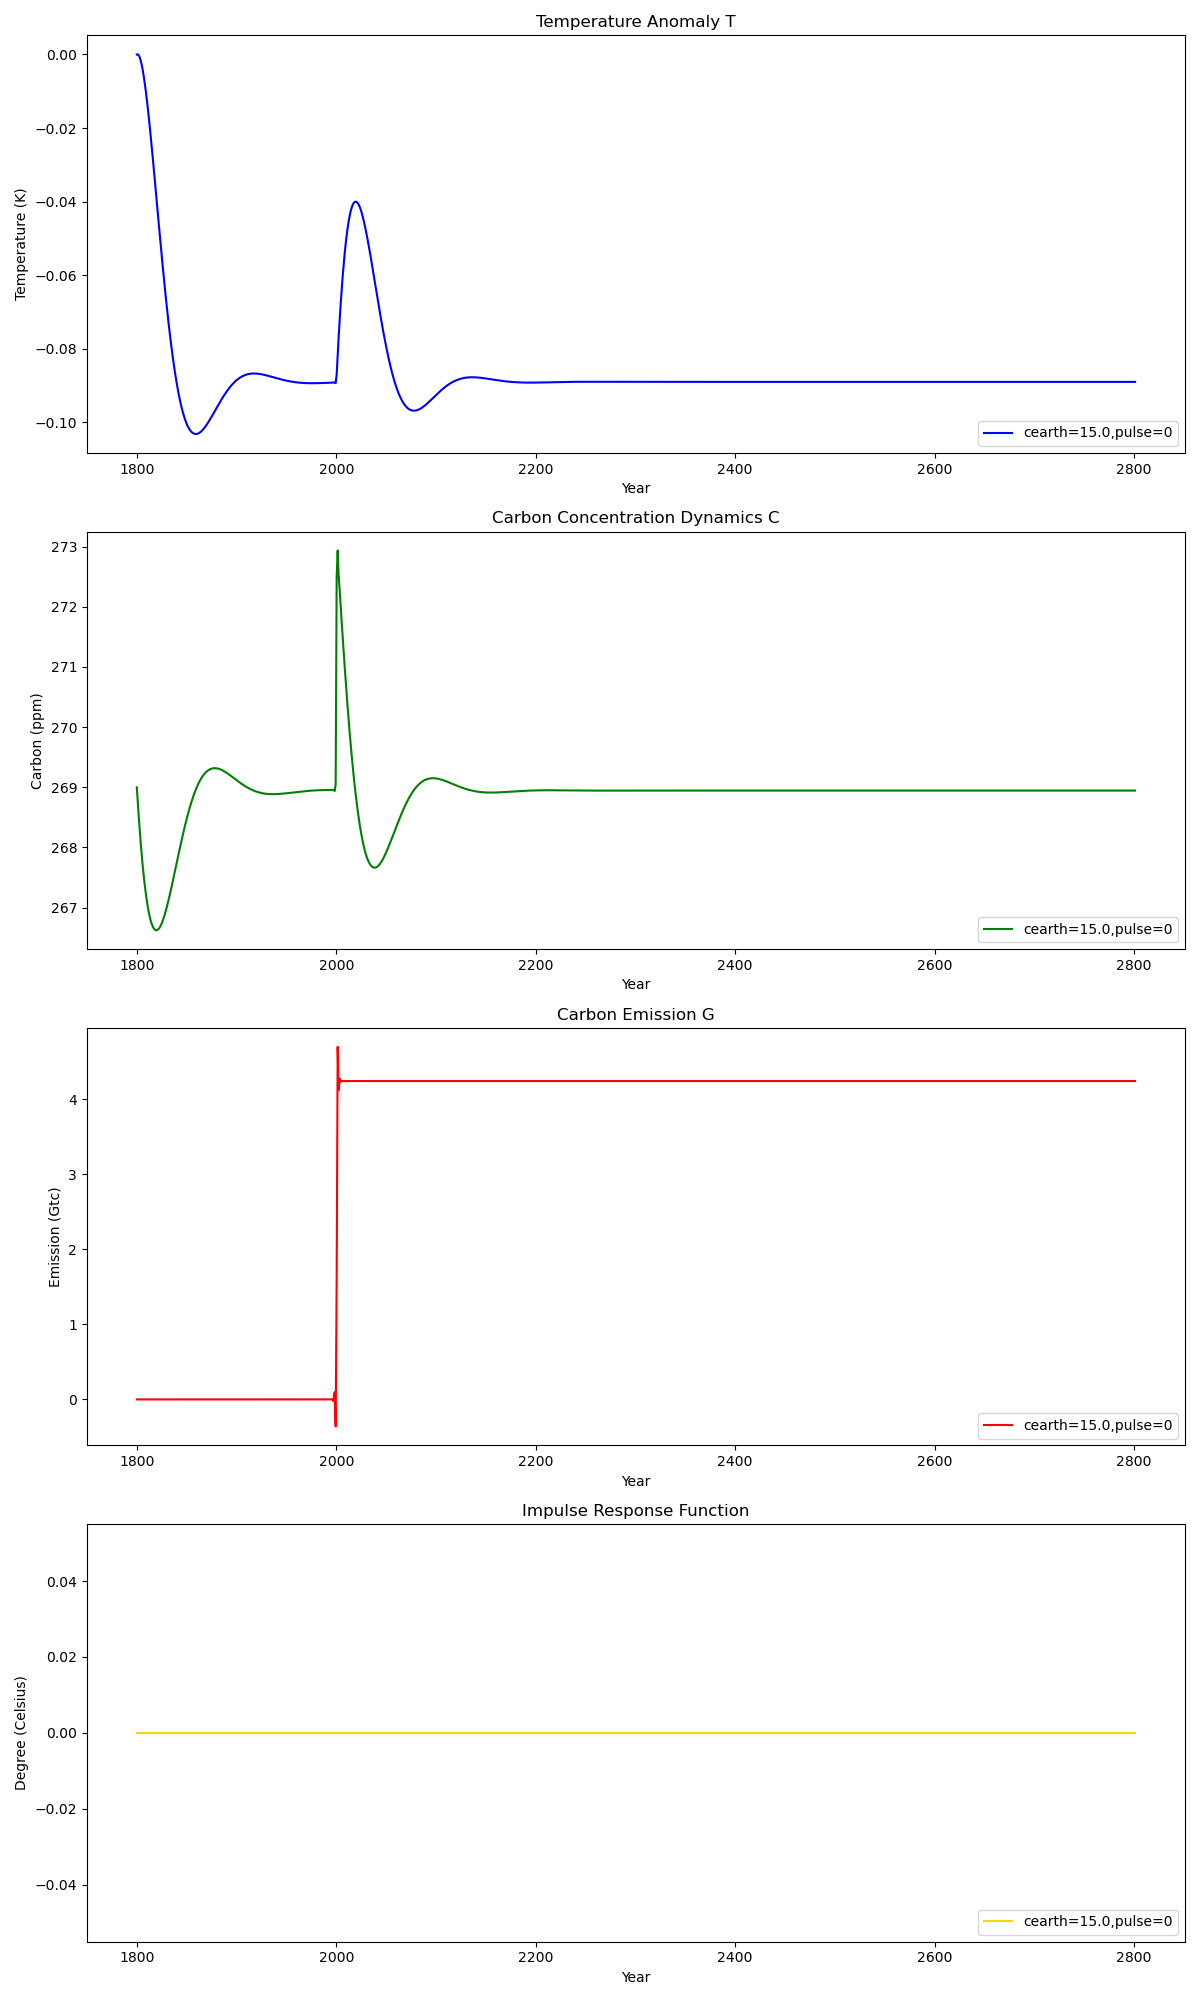 Temperature Anomaly T
0.00
−0.02
−0.04
−0.06
−0.08
−0.10
Temperature (K)
cearth=15.0,pulse=0
1800 2000 2200 2400 2600 2800
Year
Carbon Concentration Dynamics C
273
272
271
270
269
268
267
Carbon (ppm)
cearth=15.0,pulse=0
1800 2000 2200 2400 2600 2800
Year
Carbon Emission G
4
3
2
1
0
Emission (Gtc)
cearth=15.0,pulse=0
1800 2000 2200 2400 2600 2800
Year
Impulse Response Function
0.04
0.02
0.00
−0.02
−0.04
Degree (Celsius)
cearth=15.0,pulse=0
1800 2000 2200 2400 2600 2800
Year